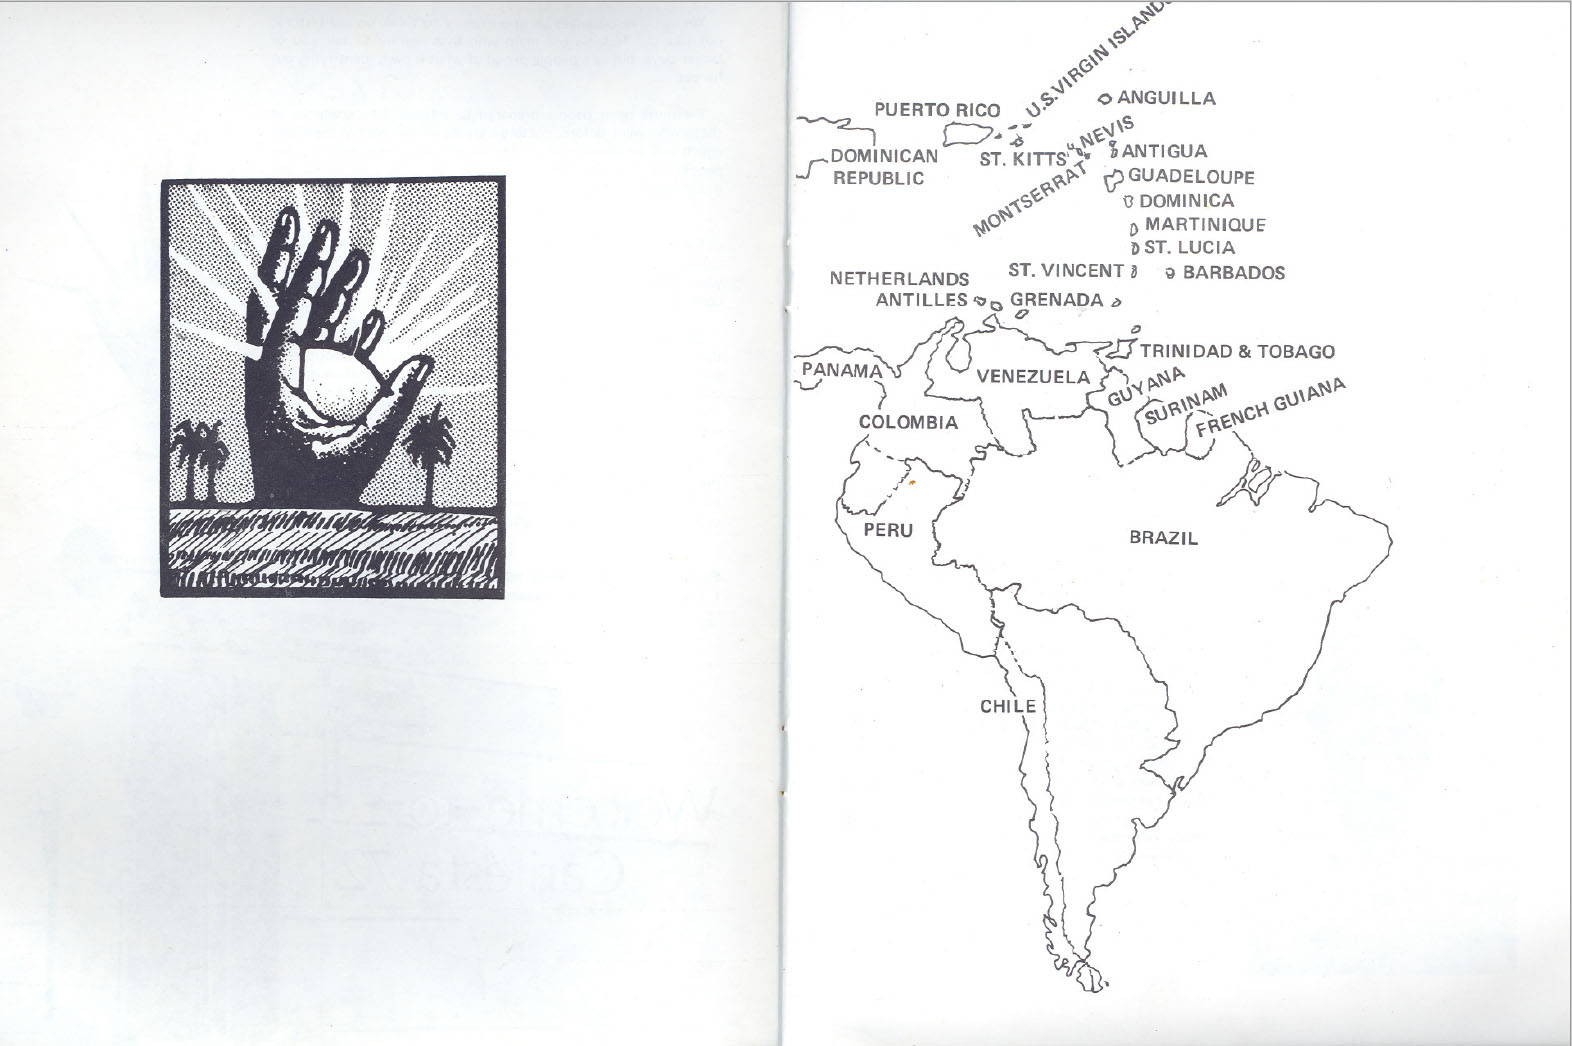 U.S.VIRGIN ISLANDS
ANGUILLA
PUERTO RICO
NEVIS
ST. KITTS
ANTIGUA
DOMINICAN
REPUBLIC
GUADELOUPE
MONTSERRAT
DOMINICA
MARTINIQUE
ST. LUCIA
ST. VINCENT
BARBADOS
NETHERLANDS
ANTILLES
GRENADA
TRINIDAD & TOBAGO
PANAMA
VENEZUELA
GUYANA
SURINAM
FRENCH GUIANA
COLOMBIA
PERU
BRAZIL
CHILE